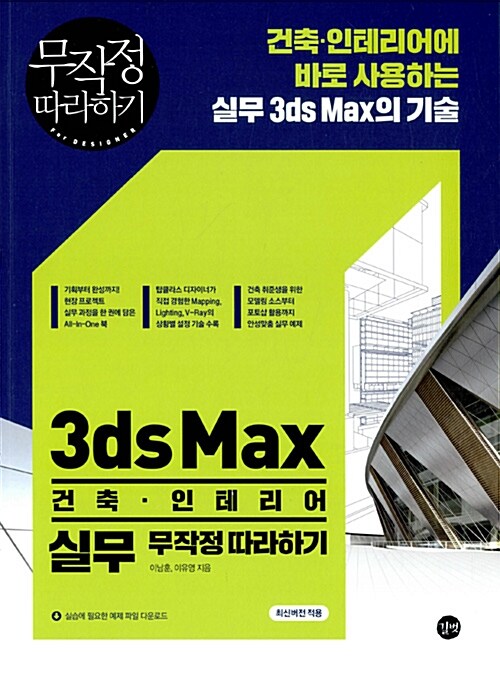 무작정
따라하기
For DESIGNER
건축·인테리어에
바로 사용하는
실무 3ds Max의 기술
기획부터 완성까지!
현장 프로젝트
실무 과정을 한 권에 담은
All-In-One 북
탑클라스 디자이너가
직접 경험한 Mapping,
Lighting, V-Ray의
상황별 설정 기술 수록
건축 취준생을 위한
모델링 소스부터
포토샵 활용까지
안성맞춤 실무 예제
3ds Max
건축·인테리어
실무 무작정 따라하기
이남훈, 이유영 지음
실습에 필요한 예제 파일 다운로드
최신버전 적용
길벗